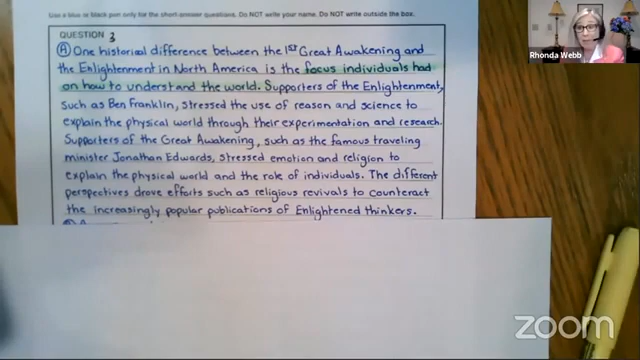 Use a blue or black pen only for the short-answer questions. Do NOT write your name. Do NOT write outside the box.
QUESTION 3
Ⓐ One historical difference between the 1ST Great Awakening and
the Enlightenment in North America is the focus individuals had
on how to understand the world. Supporters of the Enlightenment,
such as Ben Franklin, stressed the use of reason and science to
explain the physical world through their experimentation and research.
Supporters of the Great Awakening, such as the famous traveling
minister Jonathan Edwards, stressed emotion and religion to
explain the physical world and the role of individuals. The different
perspectives drove efforts such as religious revivals to counteract
the increasingly popular publications of Enlightened thinkers.
Rhonda Webb
zoom